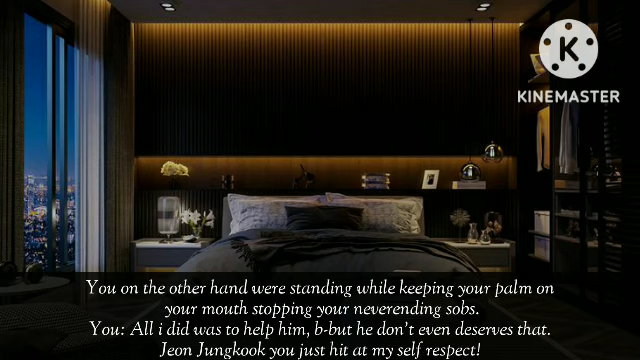 K
KINEMASTER
You on the other hand were standing while keeping your palm on
your mouth stopping your neverending sobs.
You: All i did was to help him, b-but he don't even deserves that.
Jeon Jungkook you just hit at my self respect!